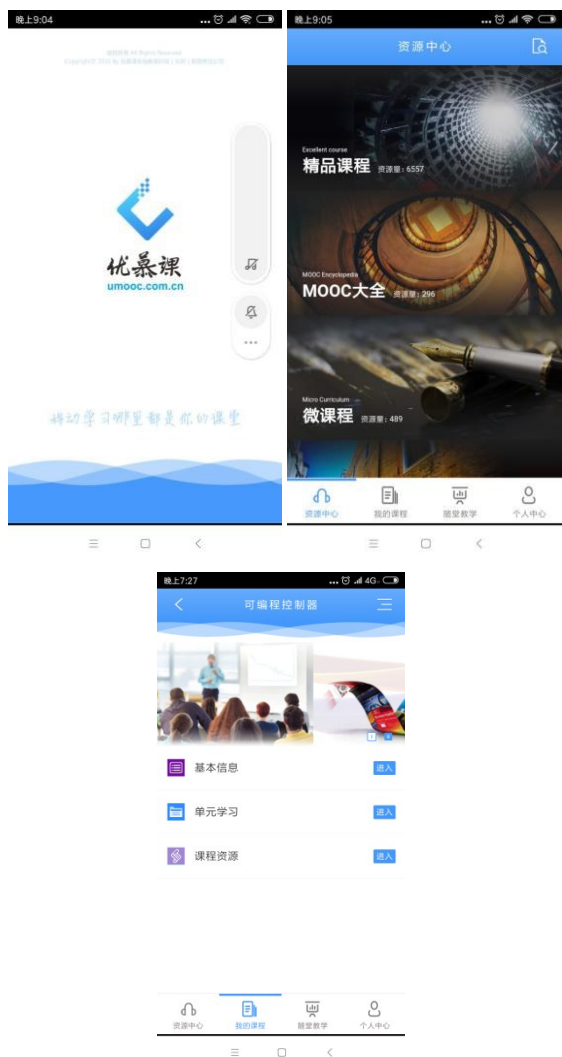 晚上9:04
优慕课
umooc.com.cn
移动学习哪里都是你的课堂
晚上9:05
资源中心
Excellent course
精品课程 资源量: 6557
MOOC Encyclopedia
MOOC大全 资源量: 296
Micro Curriculum
微课程 资源量: 489
资源中心 我的课程 随堂教学 个人中心
晚上7:27
4G
可编程控制器
基本信息 进入
单元学习 进入
课程资源 进入
资源中心 我的课程 随堂教学 个人中心